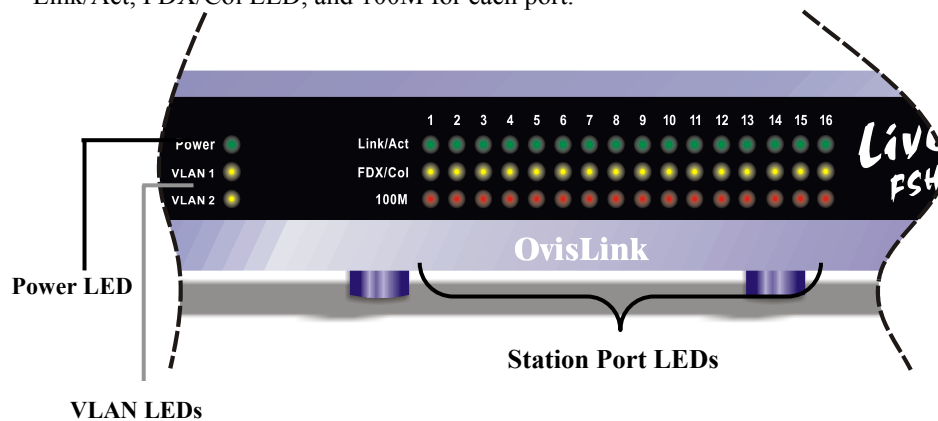 Link/Act, FDX/Col LED, and 100M for each port.
1 2 3 4 5 6 7 8 9 10 11 12 13 14 15 16
Power Link/Act
VLAN 1 FDX/Col
VLAN 2 100M
Live
FSH
OvisLink
Power LED
Station Port LEDs
VLAN LEDs